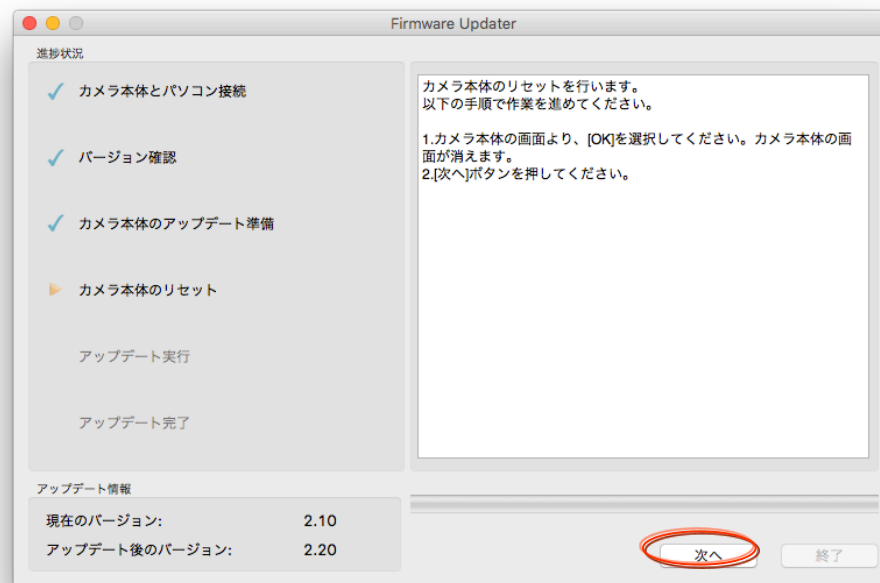 Firmware Updater
進捗状況
カメラ本体とパソコン接続
バージョン確認
カメラ本体のアップデート準備
カメラ本体のリセット
アップデート実行
アップデート完了
カメラ本体のリセットを行います。
以下の手順で作業を進めてください。
1.カメラ本体の画面より、[OK]を選択してください。カメラ本体の画
面が消えます。
2.[次へ]ボタンを押してください。
アップデート情報
現在のバージョン: 2.10
アップデート後のバージョン: 2.20
次へ
終了